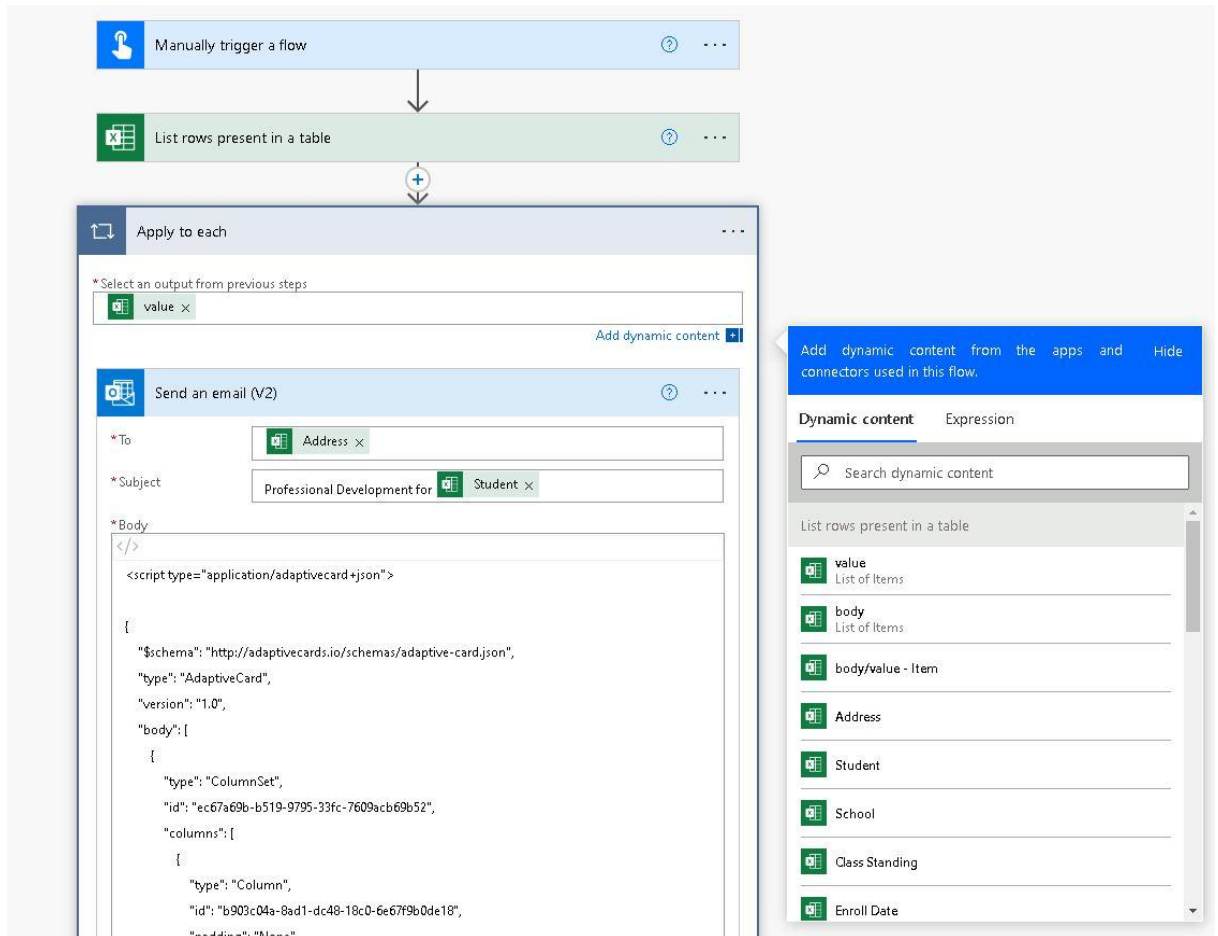 Manually trigger a flow
List rows present in a table
Apply to each
*Select an output from previous steps
value ×
Add dynamic content
Send an email (V2)
*To
Address ×
*Subject
Professional Development for Student ×
*Body
</>
<script type="application/adaptivecard+json">
{
"$schema": "http://adaptivecards.io/schemas/adaptive-card.json",
"type": "AdaptiveCard",
"version": "1.0",
"body": [
{
"type": "ColumnSet",
"id": "ec67a69b-b519-9795-33fc-7609acb69b52",
"columns": [
{
"type": "Column",
"id": "b903c04a-8ad1-dc48-18c0-6e67f9b0de18",
"padding": "None"
Add dynamic content from the apps and
connectors used in this flow.
Hide
Dynamic content Expression
Search dynamic content
List rows present in a table
value
List of Items
body
List of Items
body/value - Item
Address
Student
School
Class Standing
Enroll Date